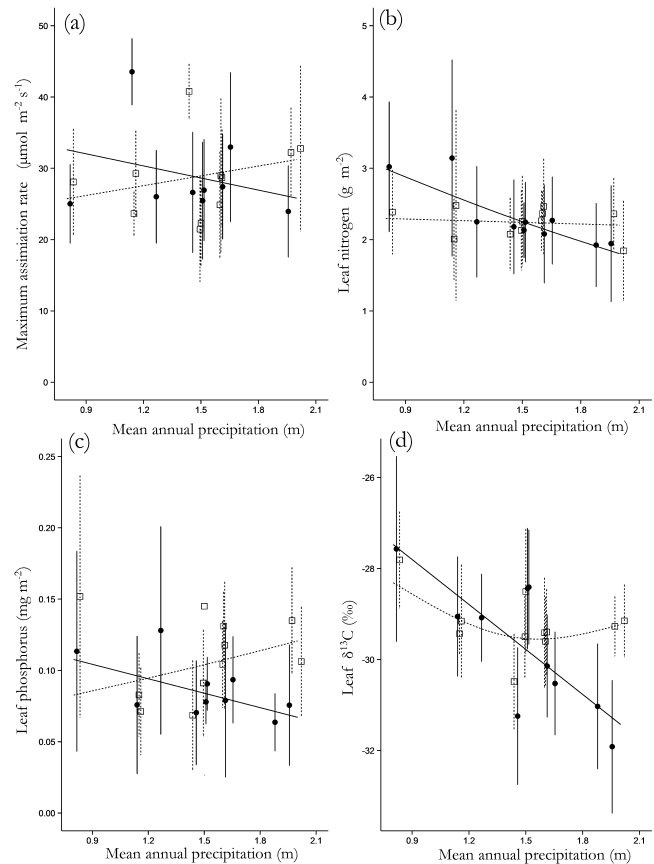 (a)
50
40
30
20
10
0
Maximum assimiation rate (μmol m⁻² s⁻¹)
0.9 1.2 1.5 1.8 2.1
Mean annual precipitation (m)
(b)
5
4
3
2
1
0
Leaf nitrogen (g m⁻²)
0.9 1.2 1.5 1.8 2.1
Mean annual precipitation (m)
(c)
0.25
0.20
0.15
0.10
0.05
0.00
Leaf phosphorus (mg m⁻²)
0.9 1.2 1.5 1.8 2.1
Mean annual precipitation (m)
(d)
-26
-28
-30
-32
Leaf δ¹³C (‰)
0.9 1.2 1.5 1.8 2.1
Mean annual precipitation (m)